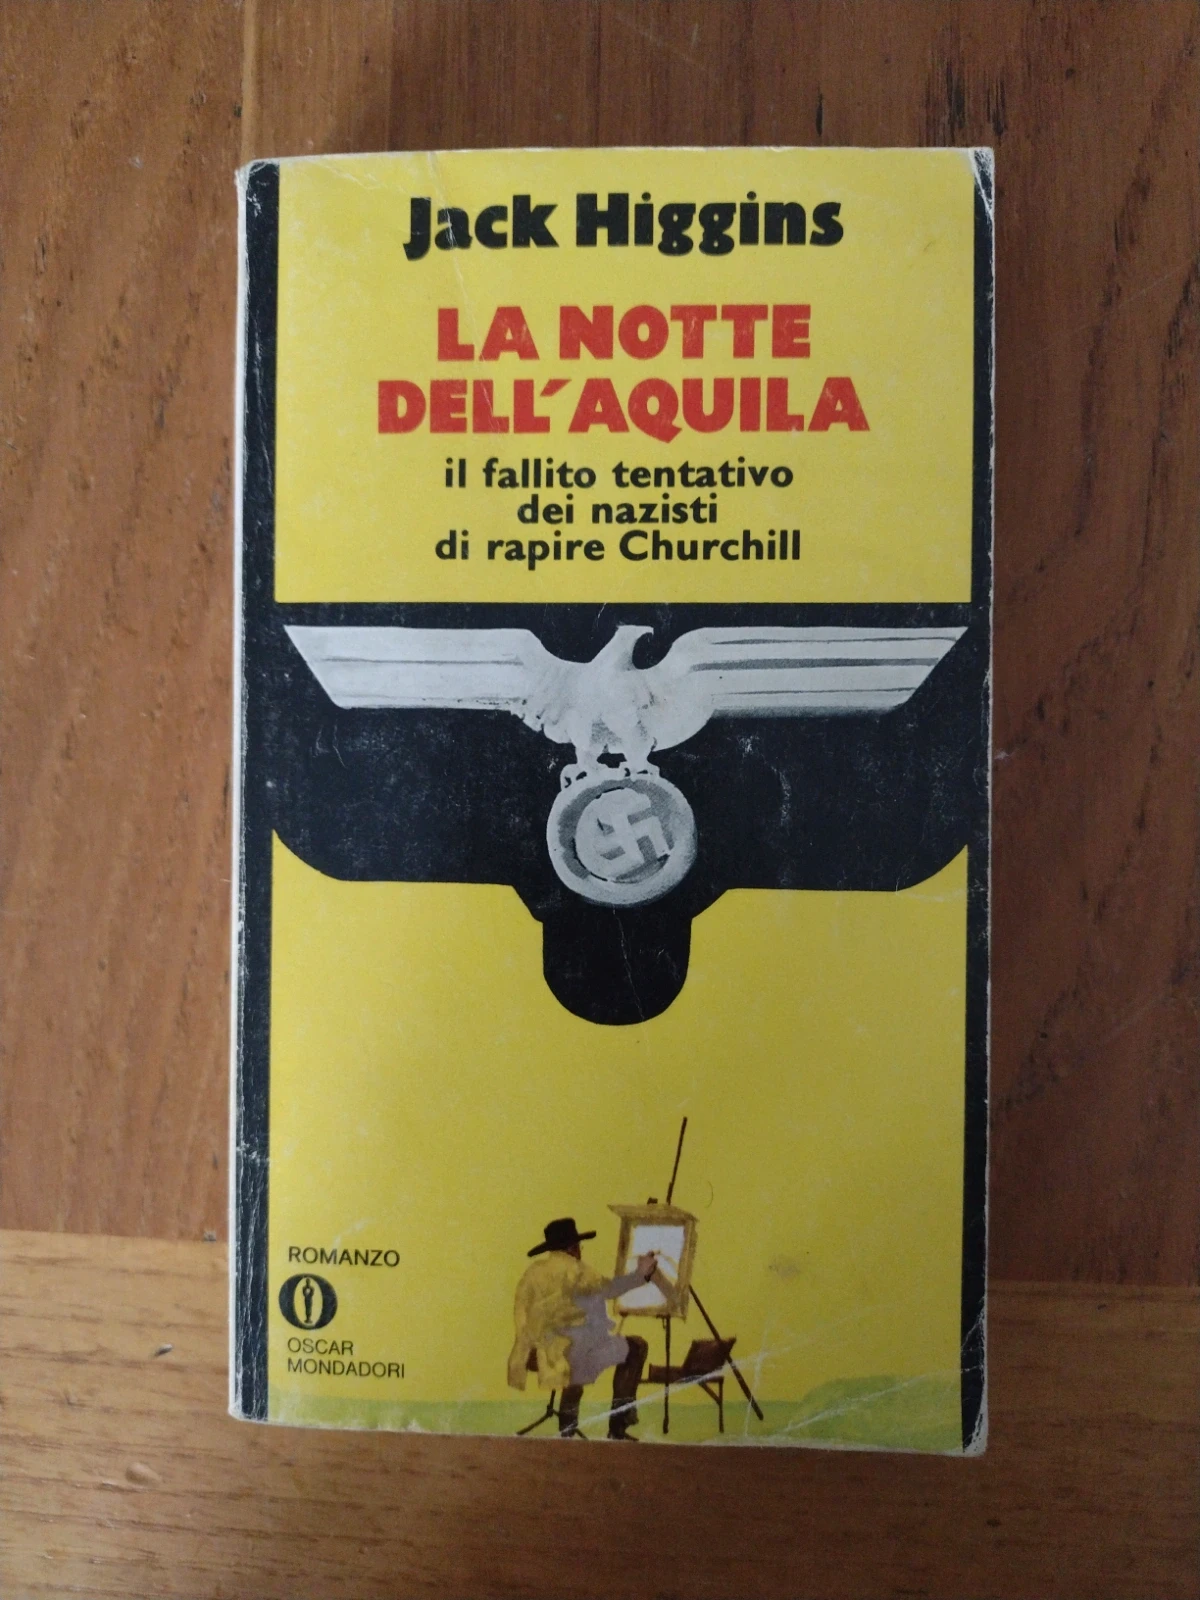 Jack Higgins
LA NOTTE
DELL'AQUILA
il fallito tentativo
dei nazisti
di rapire Churchill
ROMANZO
OSCAR
MONDADORI